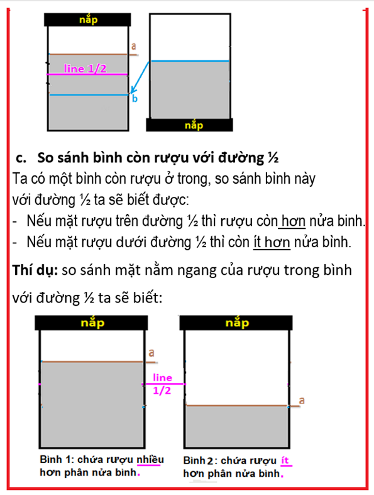 nắp
a
line 1/2
b
nắp
c. So sánh bình còn rượu với đường ½
Ta có một bình còn rượu ở trong, so sánh bình này
với đường ½ ta sẽ biết được:
- Nếu mặt rượu trên đường ½ thì rượu còn hơn nửa bình.
- Nếu mặt rượu dưới đường ½ thì còn ít hơn nửa bình.
Thí dụ: so sánh mặt nằm ngang của rượu trong bình
với đường ½ ta sẽ biết:
nắp
nắp
a
line
1/2
a
Bình 1: chứa rượu nhiều
hơn phân nửa bình.
Bình 2: chứa rượu ít
hơn phân nửa bình.